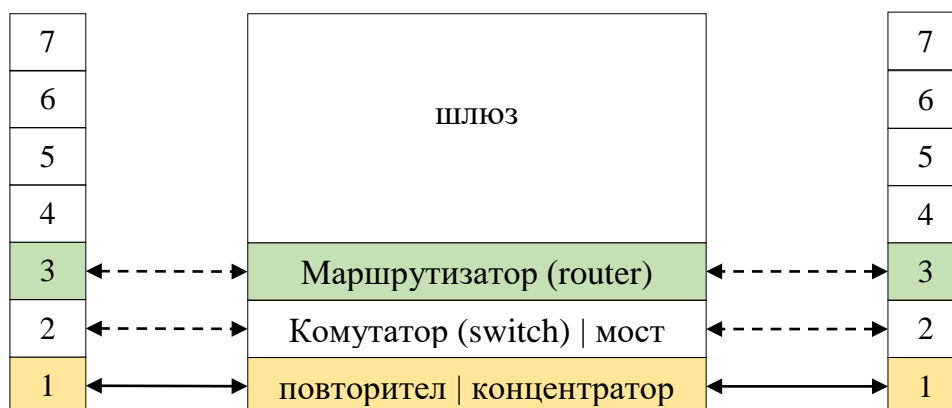 7 7
6 6
шлюз
5 5
4 4
3 Маршрутизатор (router) 3
2 Комутатор (switch) | мост 2
1 повторител | концентратор 1